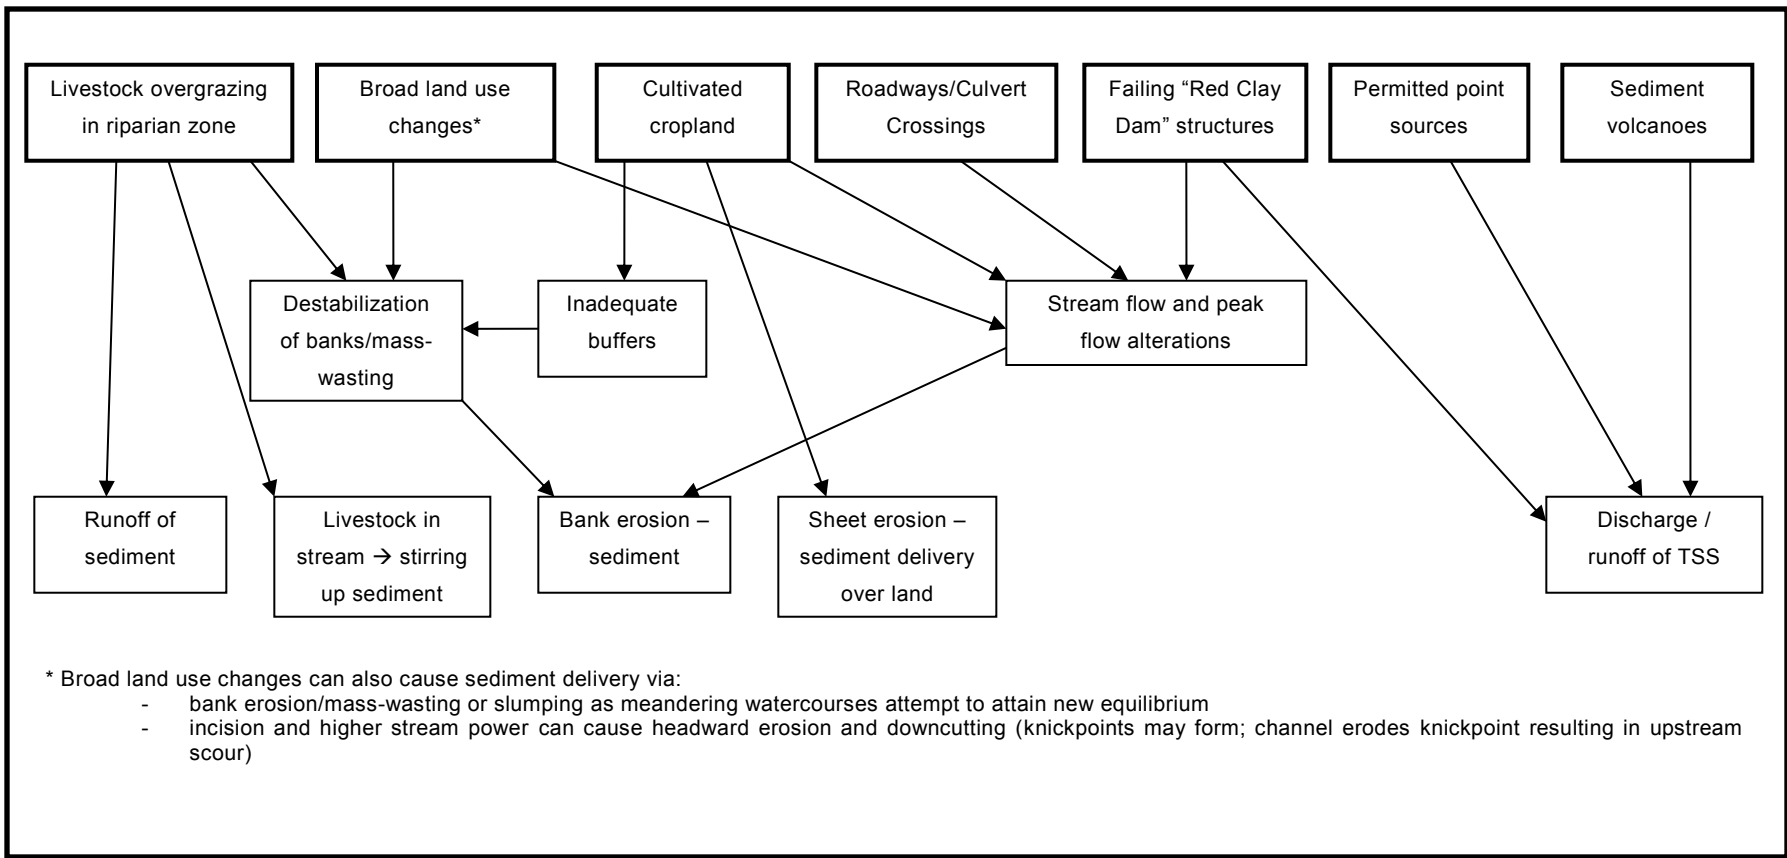 Livestock overgrazing
in riparian zone
Broad land use
changes*
Cultivated
cropland
Roadways/Culvert
Crossings
Failing “Red Clay
Dam” structures
Permitted point
sources
Sediment
volcanoes
Destabilization
of banks/mass-
wasting
Inadequate
buffers
Stream flow and peak
flow alterations
Runoff of
sediment
Livestock in
stream → stirring
up sediment
Bank erosion –
sediment
Sheet erosion –
sediment delivery
over land
Discharge /
runoff of TSS
* Broad land use changes can also cause sediment delivery via:
- bank erosion/mass-wasting or slumping as meandering watercourses attempt to attain new equilibrium
- incision and higher stream power can cause headward erosion and downcutting (knickpoints may form; channel erodes knickpoint resulting in upstream
scour)